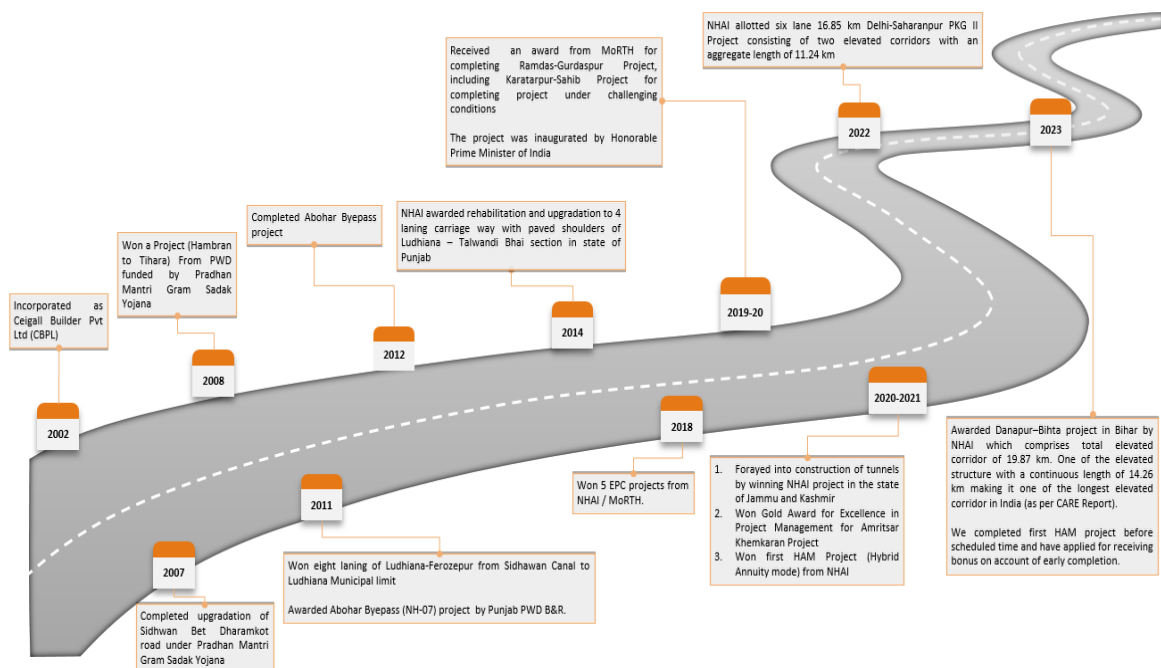 2002
Incorporated as
Ceigall Builder Pvt
Ltd (CBPL)
2007
Completed upgradation of
Sidhwan Bet Dharamkot
road under Pradhan Mantri
Gram Sadak Yojana
2008
Won a Project (Hambran
to Tihara) From PWD
funded by Pradhan
Mantri Gram Sadak
Yojana
2011
Won eight laning of Ludhiana-Ferozepur from Sidhawan Canal to
Ludhiana Municipal limit
Awarded Abohar Byepass (NH-07) project by Punjab PWD B&R.
2012
Completed Abohar Byepass
project
2014
NHAI awarded rehabilitation and upgradation to 4
laning carriage way with paved shoulders of
Ludhiana – Talwandi Bhai section in state of
Punjab
2018
Won 5 EPC projects from
NHAI / MoRTH.
2019-20
Received an award from MoRTH for
completing Ramdas-Gurdaspur Project,
including Karatarpur-Sahib Project for
completing project under challenging
conditions
The project was inaugurated by Honorable
Prime Minister of India
2020-2021
1. Forayed into construction of tunnels
by winning NHAI project in the state
of Jammu and Kashmir
2. Won Gold Award for Excellence in
Project Management for Amritsar
Khemkaran Project
3. Won first HAM Project (Hybrid
Annuity mode) from NHAI
2022
NHAI allotted six lane 16.85 km Delhi-Saharanpur PKG II
Project consisting of two elevated corridors with an
aggregate length of 11.24 km
2023
Awarded Danapur–Bihta project in Bihar by
NHAI which comprises total elevated
corridor of 19.87 km. One of the elevated
structure with a continuous length of 14.26
km making it one of the longest elevated
corridor in India (as per CARE Report).
We completed first HAM project before
scheduled time and have applied for receiving
bonus on account of early completion.